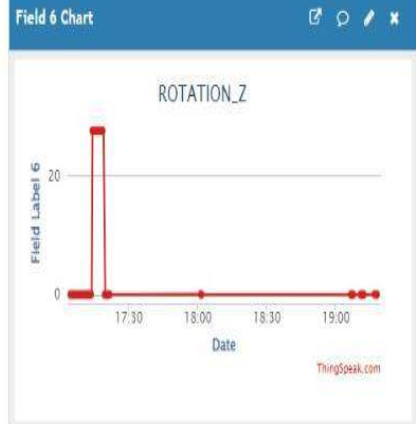 Field 6 Chart
ROTATION_Z
Field Label 6
20
0
17:30 18:00 18:30 19:00
Date
ThingSpeak.com